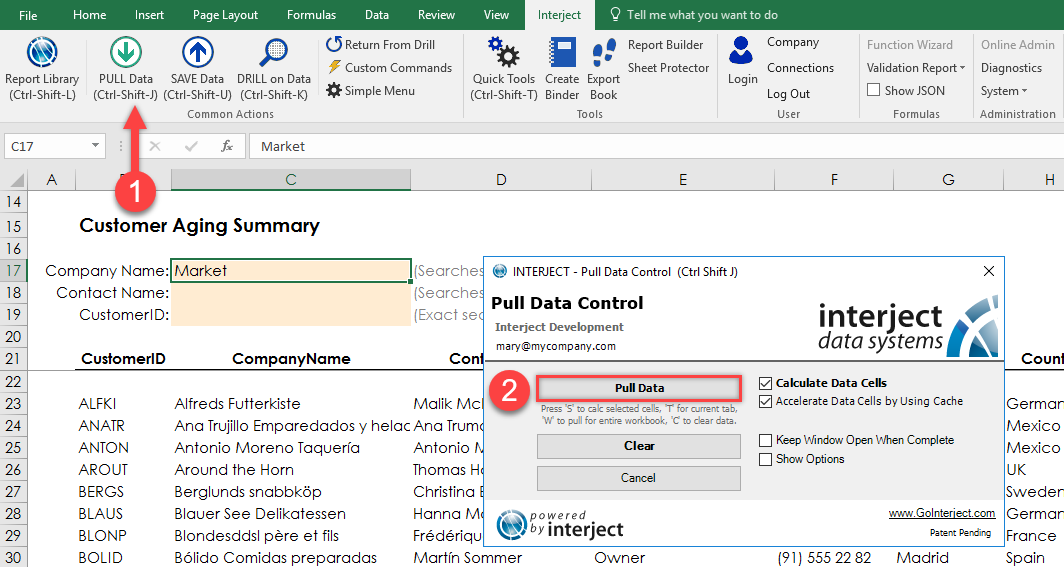 File Home Insert Page Layout Formulas Data Review View Interject Tell me what you want to do
Report Library PULL Data SAVE Data DRILL on Data
(Ctrl-Shift-L) (Ctrl-Shift-J) (Ctrl-Shift-U) (Ctrl-Shift-K)
Return From Drill
Custom Commands
Simple Menu
Common Actions
Quick Tools Create Export
(Ctrl-Shift-T) Binder Book
Report Builder
Sheet Protector
Tools
Login
Company
Connections
Log Out
User
Function Wizard
Validation Report
Show JSON
Formulas
Online Admin
Diagnostics
System
Administration
C17 fx Market
1
A C D E F G H
14
15 Customer Aging Summary
16
17 Company Name: Market (Searches
18 Contact Name: (Searches
19 CustomerID: (Exact sea
20
21 CustomerID CompanyName Cont Count
22
23 ALFKI Alfreds Futterkiste Malik McI German
24 ANATR Ana Trujillo Emparedados y helac Ana Trumo Mexico
25 ANTON Antonio Moreno Taquería Antonio M Mexico
26 AROUT Around the Horn Thomas Ha UK
27 BERGS Berglunds snabbköp Christina B Sweden
28 BLAUS Blauer See Delikatessen Hanna Mo German
29 BLONP Blondesddsl père et fils Frédérique France
30 BOLID Bólido Comidas preparadas Martín Sommer Owner (91) 555 22 82 Madrid Spain
INTERJECT - Pull Data Control (Ctrl Shift J)
Pull Data Control
Interject Development
mary@mycompany.com
interject
data systems
2
Pull Data
Press 'S' to calc selected cells, 'T' for current tab,
'W' to pull for entire workbook, 'C' to clear data.
Clear
Cancel
Calculate Data Cells
Accelerate Data Cells by Using Cache
Keep Window Open When Complete
Show Options
powered
by interject
www.GoInterject.com
Patent Pending